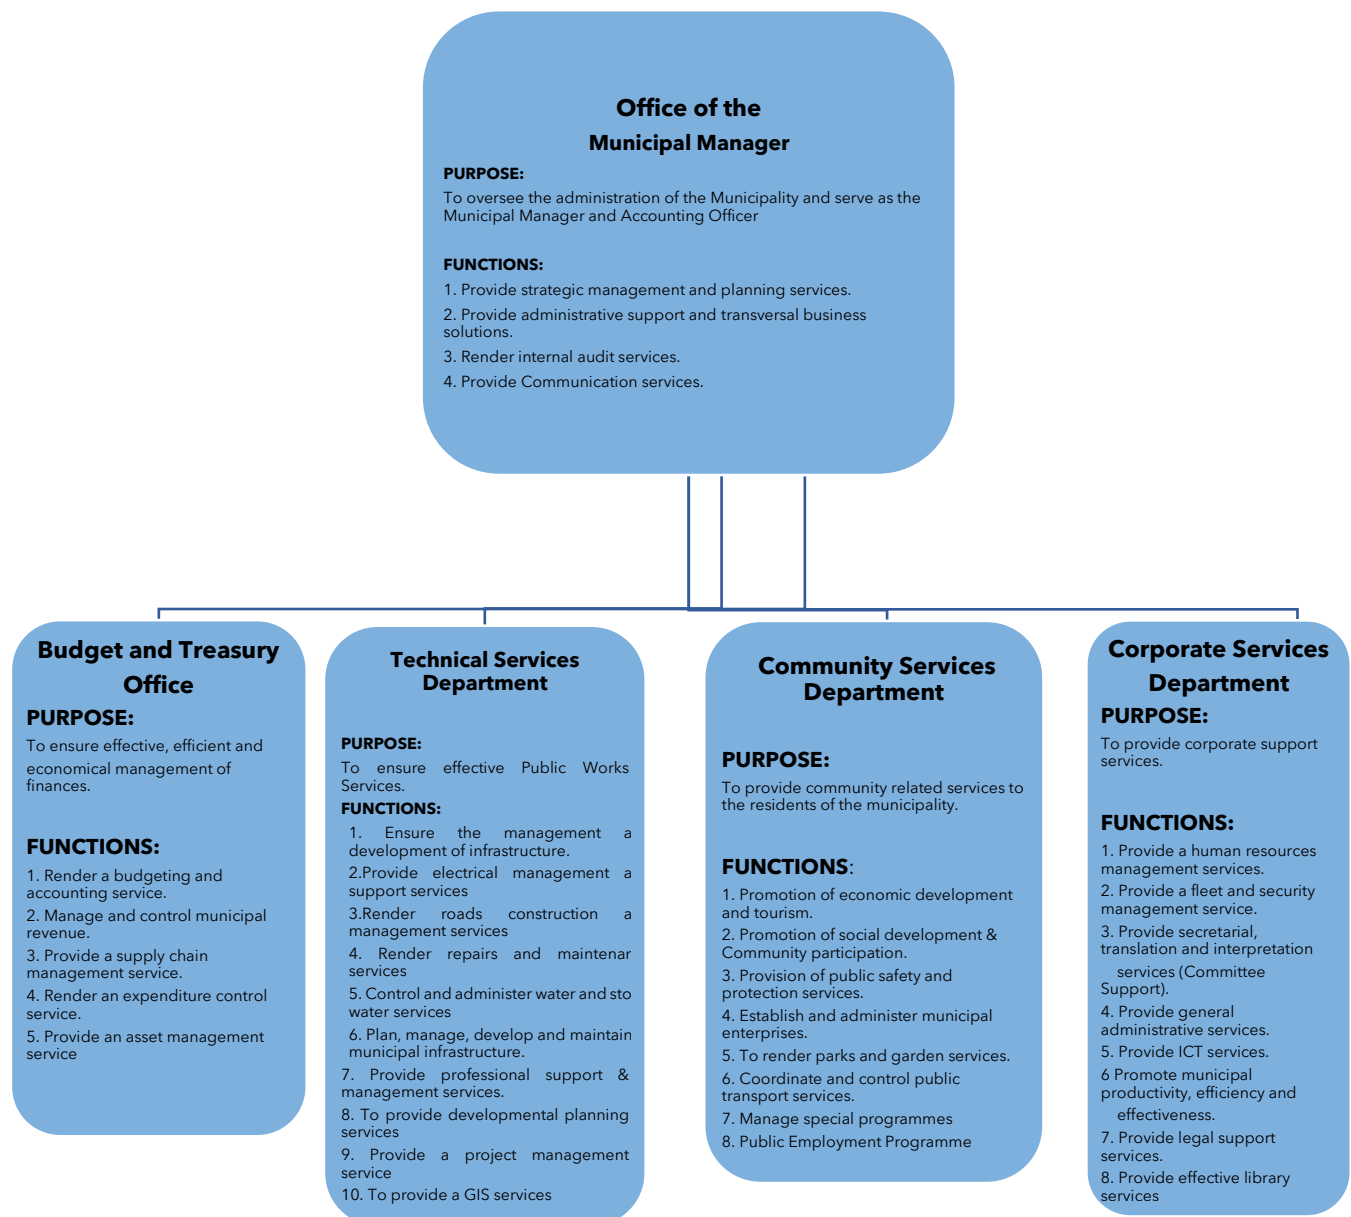 Office of the
Municipal Manager
PURPOSE:
To oversee the administration of the Municipality and serve as the
Municipal Manager and Accounting Officer
FUNCTIONS:
1. Provide strategic management and planning services.
2. Provide administrative support and transversal business
solutions.
3. Render internal audit services.
4. Provide Communication services.
Budget and Treasury
Office
PURPOSE:
To ensure effective, efficient and
economical management of
finances.
FUNCTIONS:
1. Render a budgeting and
accounting service.
2. Manage and control municipal
revenue.
3. Provide a supply chain
management service.
4. Render an expenditure control
service.
5. Provide an asset management
service
Technical Services
Department
PURPOSE:
To ensure effective Public Works
Services.
FUNCTIONS:
1. Ensure the management a
development of infrastructure.
2.Provide electrical management a
support services
3.Render roads construction a
management services
4. Render repairs and maintenar
services
5. Control and administer water and sto
water services
6. Plan, manage, develop and maintain
municipal infrastructure.
7. Provide professional support &
management services.
8. To provide developmental planning
services
9. Provide a project management
service
10. To provide a GIS services
Community Services
Department
PURPOSE:
To provide community related services to
the residents of the municipality.
FUNCTIONS:
1. Promotion of economic development
and tourism.
2. Promotion of social development &
Community participation.
3. Provision of public safety and
protection services.
4. Establish and administer municipal
enterprises.
5. To render parks and garden services.
6. Coordinate and control public
transport services.
7. Manage special programmes
8. Public Employment Programme
Corporate Services
Department
PURPOSE:
To provide corporate support
services.
FUNCTIONS:
1. Provide a human resources
management services.
2. Provide a fleet and security
management service.
3. Provide secretarial,
translation and interpretation
services (Committee
Support).
4. Provide general
administrative services.
5. Provide ICT services.
6 Promote municipal
productivity, efficiency and
effectiveness.
7. Provide legal support
services.
8. Provide effective library
services